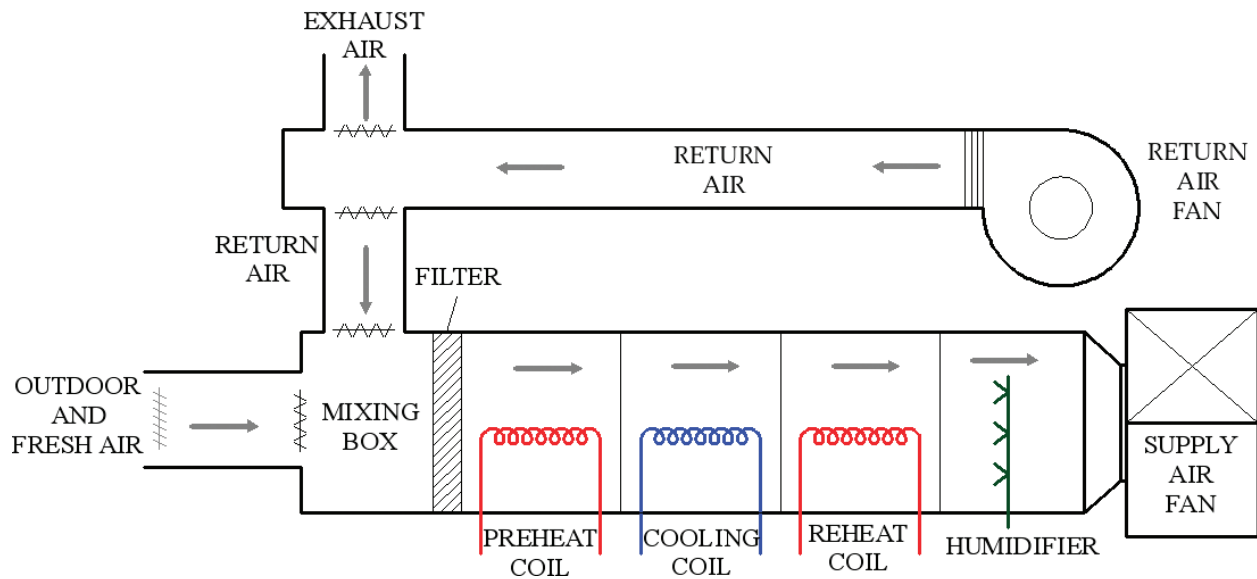 EXHAUST
AIR
RETURN
AIR
RETURN
AIR
FAN
RETURN
AIR
FILTER
OUTDOOR
AND
FRESH AIR
MIXING
BOX
PREHEAT
COIL
COOLING
COIL
REHEAT
COIL
HUMIDIFIER
SUPPLY
AIR
FAN